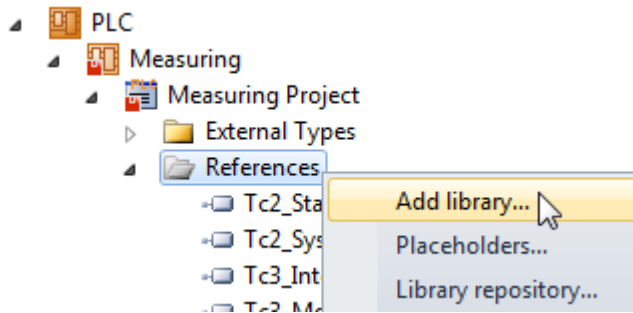 PLC
Measuring
Measuring Project
External Types
References
Add library...
Tc2_Sta
Placeholders...
Tc2_Sys
Library repository...
Tc3_Int